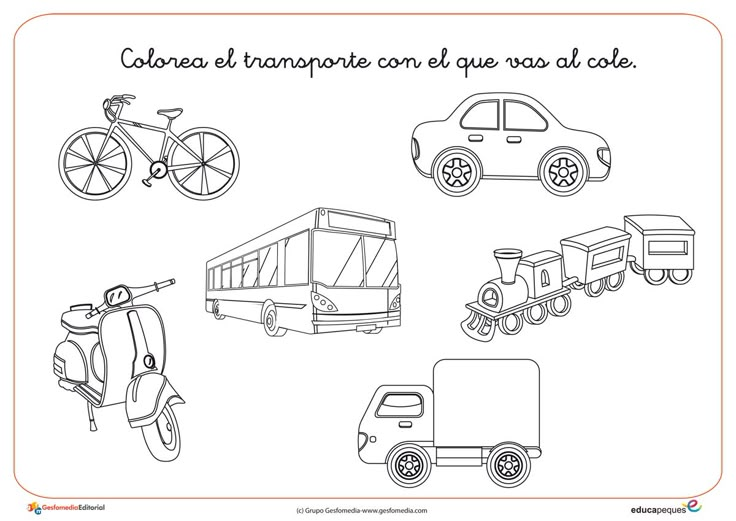 Colorea el transporte con el que vas al cole.
GesfomediaEditorial
(c) Grupo Gesfomedia-www.gesfomedia.com
educapeques